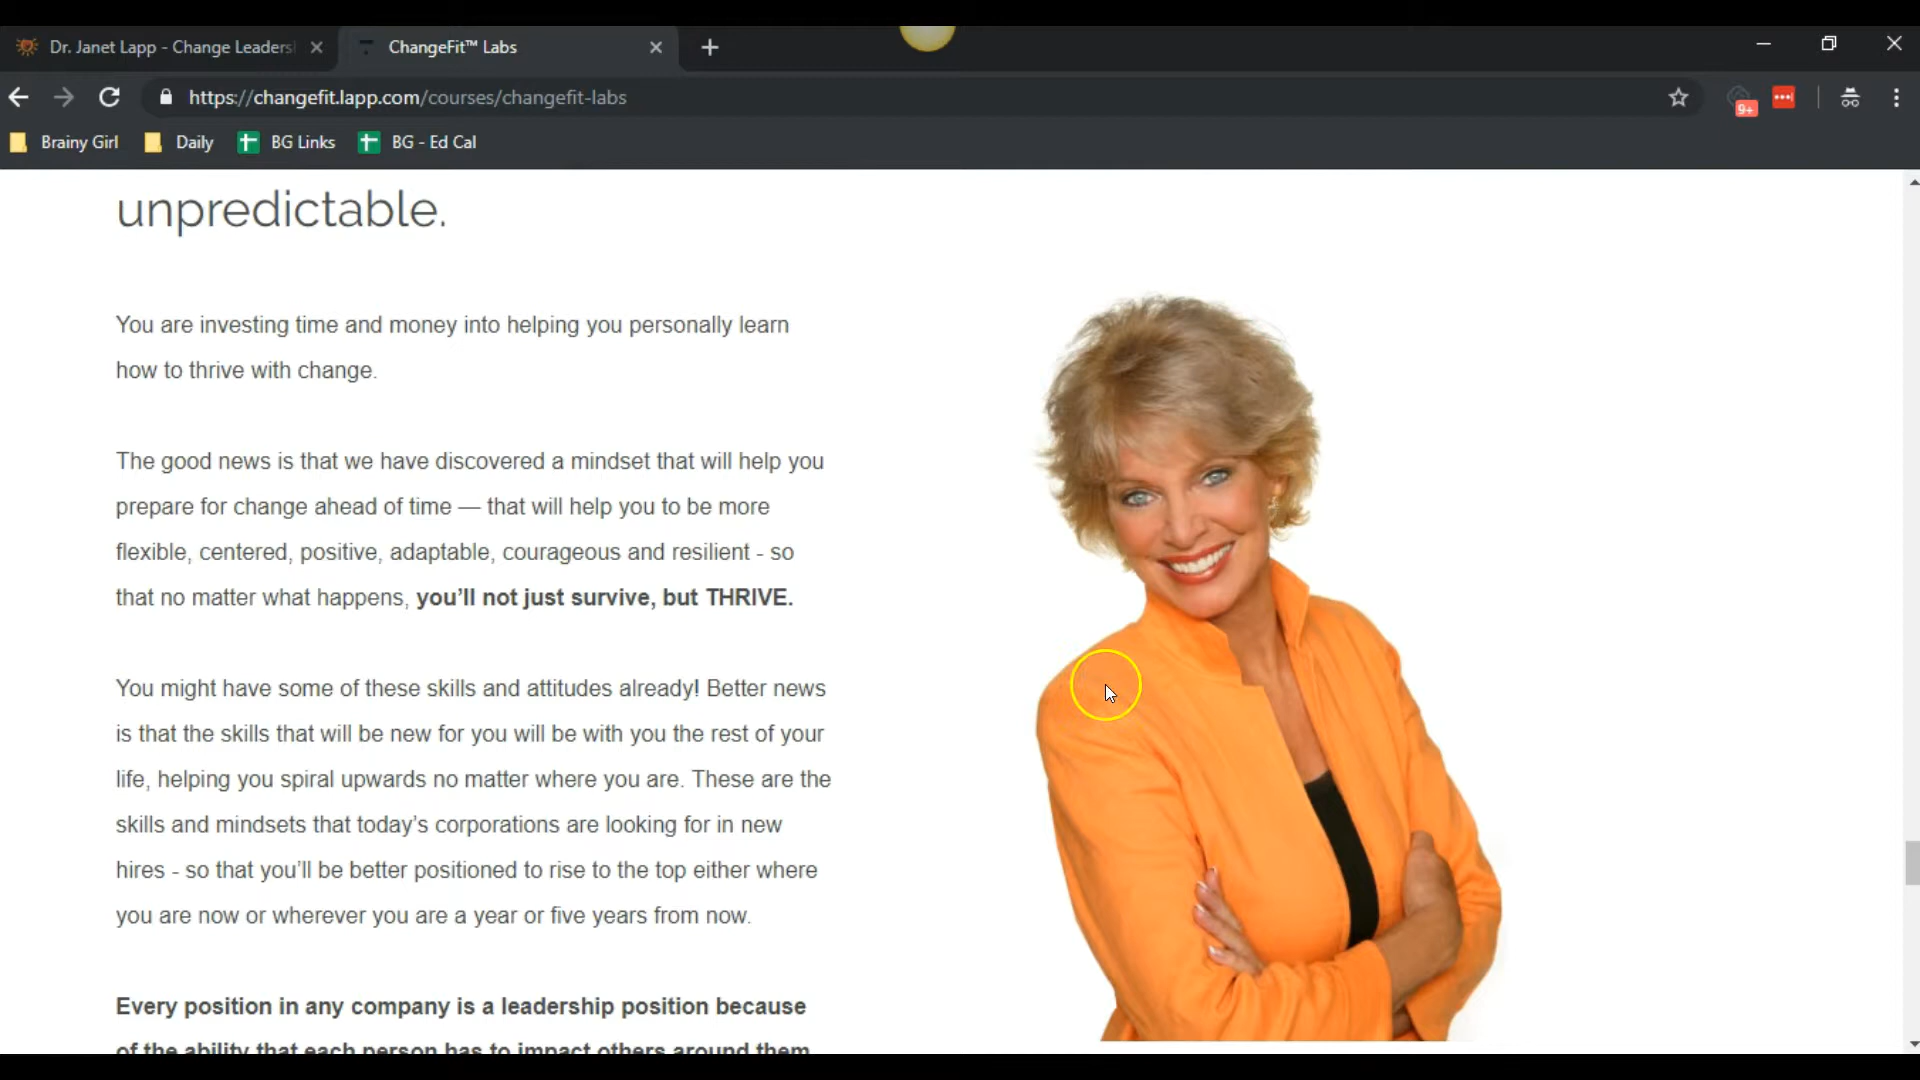 Dr. Janet Lapp - Change Leaders
ChangeFit™ Labs
https://changefit.lapp.com/courses/changefit-labs
9+
Brainy Girl
Daily
BG Links
BG - Ed Cal
unpredictable.
You are investing time and money into helping you personally learn
how to thrive with change.
The good news is that we have discovered a mindset that will help you
prepare for change ahead of time — that will help you to be more
flexible, centered, positive, adaptable, courageous and resilient - so
that no matter what happens, you’ll not just survive, but THRIVE.
You might have some of these skills and attitudes already! Better news
is that the skills that will be new for you will be with you the rest of your
life, helping you spiral upwards no matter where you are. These are the
skills and mindsets that today’s corporations are looking for in new
hires - so that you’ll be better positioned to rise to the top either where
you are now or wherever you are a year or five years from now.
Every position in any company is a leadership position because
of the ability that each person has to impact others around them